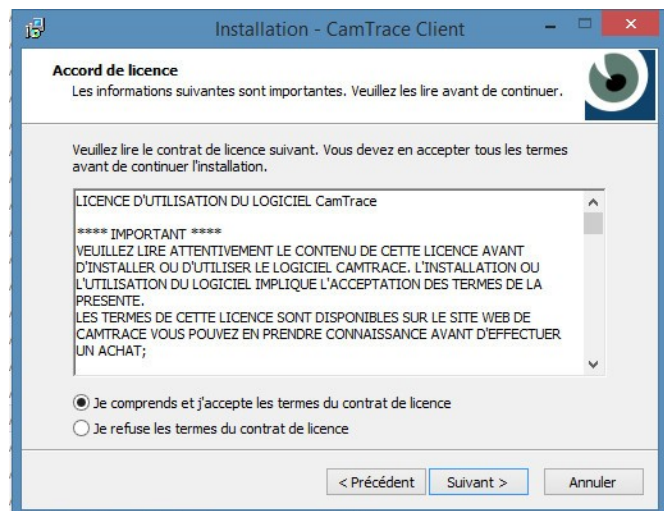 Installation - CamTrace Client
Accord de licence
Les informations suivantes sont importantes. Veuillez les lire avant de continuer.
Veuillez lire le contrat de licence suivant. Vous devez en accepter tous les termes
avant de continuer l'installation.
LICENCE D'UTILISATION DU LOGICIEL CamTrace
**** IMPORTANT ****
VEUILLEZ LIRE ATTENTIVEMENT LE CONTENU DE CETTE LICENCE AVANT
D'INSTALLER OU D'UTILISER LE LOGICIEL CAMTRACE. L'INSTALLATION OU
L'UTILISATION DU LOGICIEL IMPLIQUE L'ACCEPTATION DES TERMES DE LA
PRESENTE.
LES TERMES DE CETTE LICENCE SONT DISPONIBLES SUR LE SITE WEB DE
CAMTRACE VOUS POUVEZ EN PRENDRE CONNAISSANCE AVANT D'EFFECTUER
UN ACHAT;
Je comprends et j'accepte les termes du contrat de licence
Je refuse les termes du contrat de licence
< Précédent Suivant > Annuler